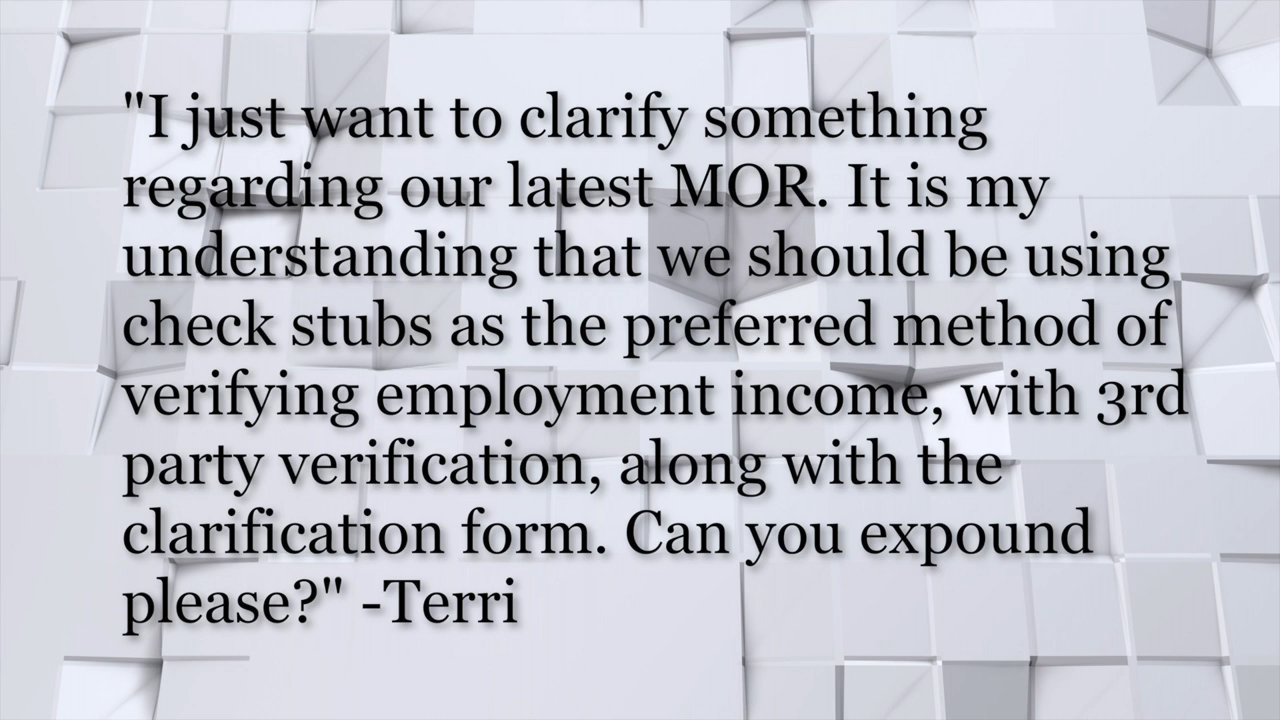 "I just want to clarify something
regarding our latest MOR. It is my
understanding that we should be using
check stubs as the preferred method of
verifying employment income, with 3rd
party verification, along with the
clarification form. Can you expound
please?" -Terri